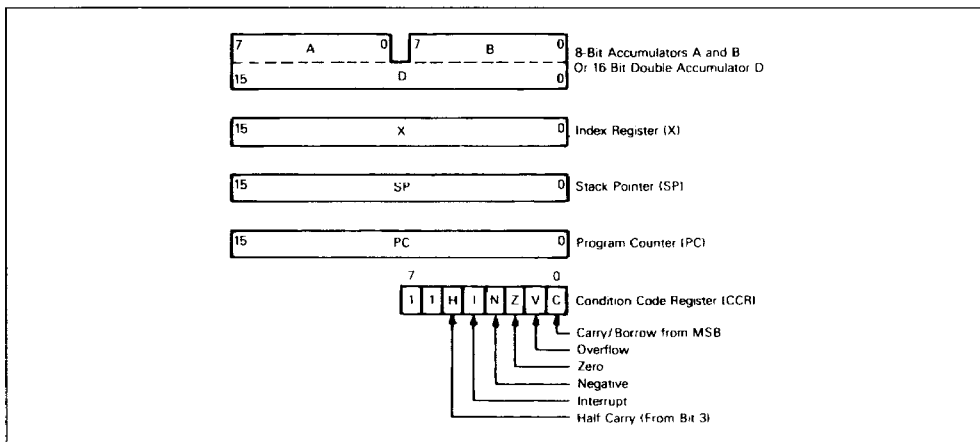 7 A 0 7 B 0 8-Bit Accumulators A and B
15 D 0 Or 16 Bit Double Accumulator D
15 X 0 Index Register (X)
15 SP 0 Stack Pointer (SP)
15 PC 0 Program Counter (PC)
7 0
1 1 H I N Z V C Condition Code Register (CCR)
Carry/Borrow from MSB
Overflow
Zero
Negative
Interrupt
Half Carry (From Bit 3)